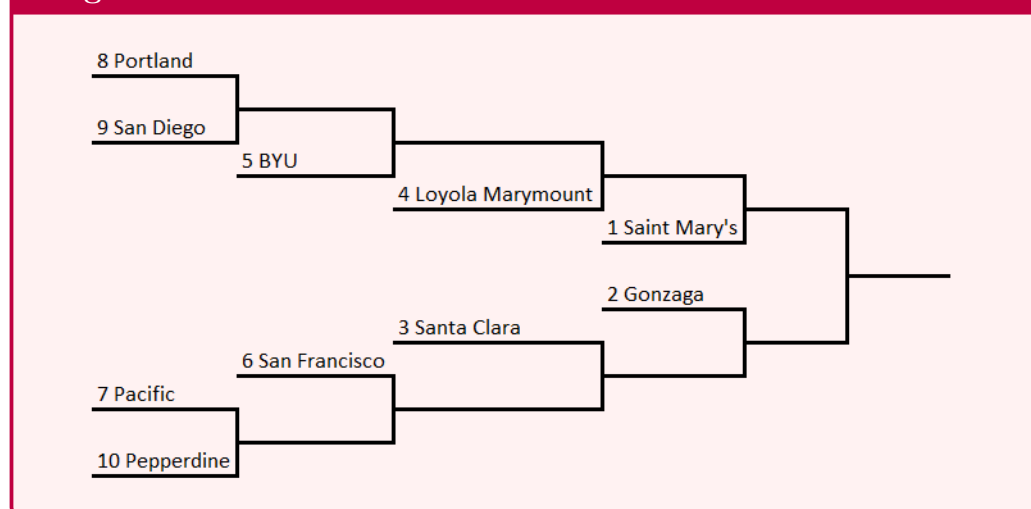 8 Portland
9 San Diego
5 BYU
4 Loyola Marymount
1 Saint Mary's
2 Gonzaga
3 Santa Clara
6 San Francisco
7 Pacific
10 Pepperdine